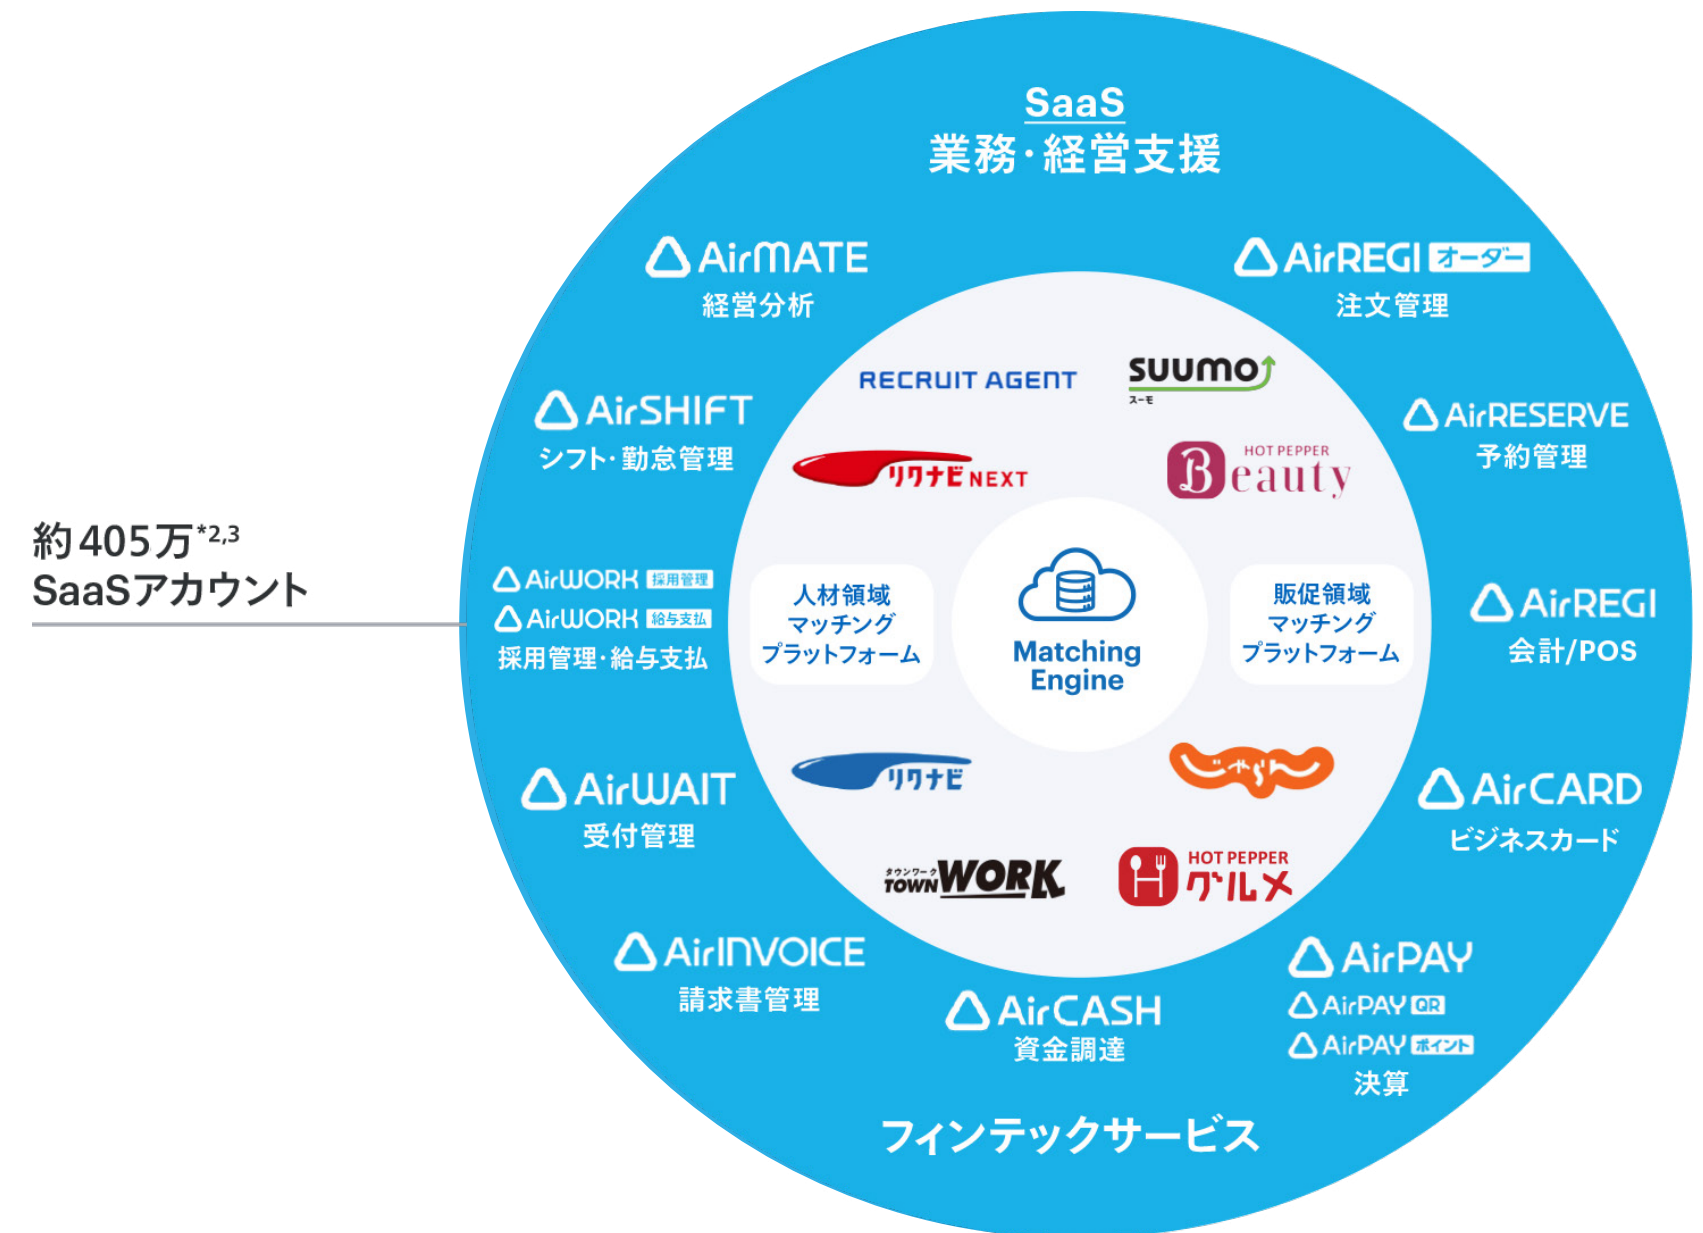 SaaS
業務・経営支援
AirMATE
経営分析
AirREGI オーダー
注文管理
RECRUIT AGENT
SUUMO
スーモ
AirSHIFT
シフト・勤怠管理
AirRESERVE
予約管理
リクナビNEXT
HOT PEPPER
Beauty
約405万*2,3
SaaSアカウント
AirWORK 採用管理
AirWORK 給与支払
採用管理・給与支払
人材領域
マッチング
プラットフォーム
Matching
Engine
販促領域
マッチング
プラットフォーム
AirREGI
会計/POS
AirWAIT
受付管理
リクナビ
じゃらん
AirCARD
ビジネスカード
タウンワーク
TOWNWORK
HOT PEPPER
グルメ
AirINVOICE
請求書管理
AirCASH
資金調達
AirPAY
AirPAY QR
AirPAY ポイント
決算
フィンテックサービス